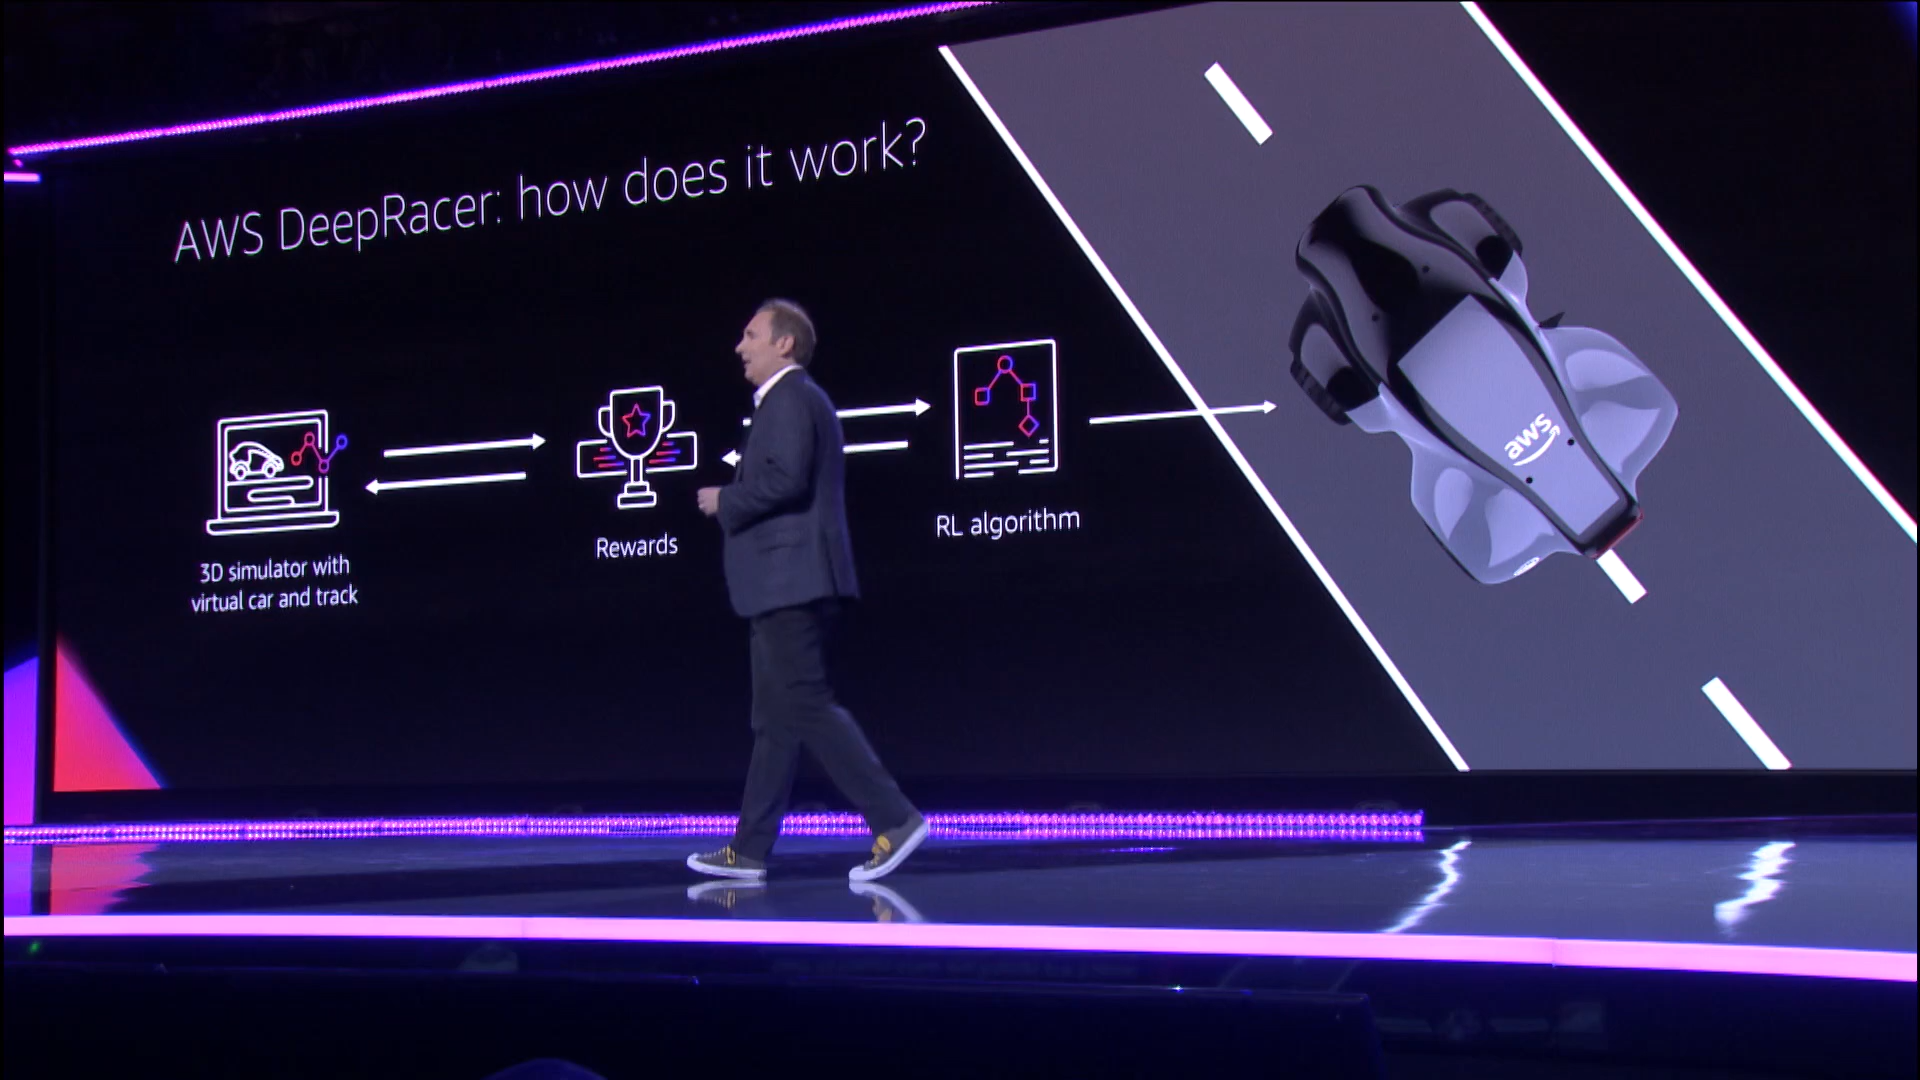 AWS DeepRacer: how does it work?
3D simulator with
virtual car and track
Rewards
RL algorithm
aws